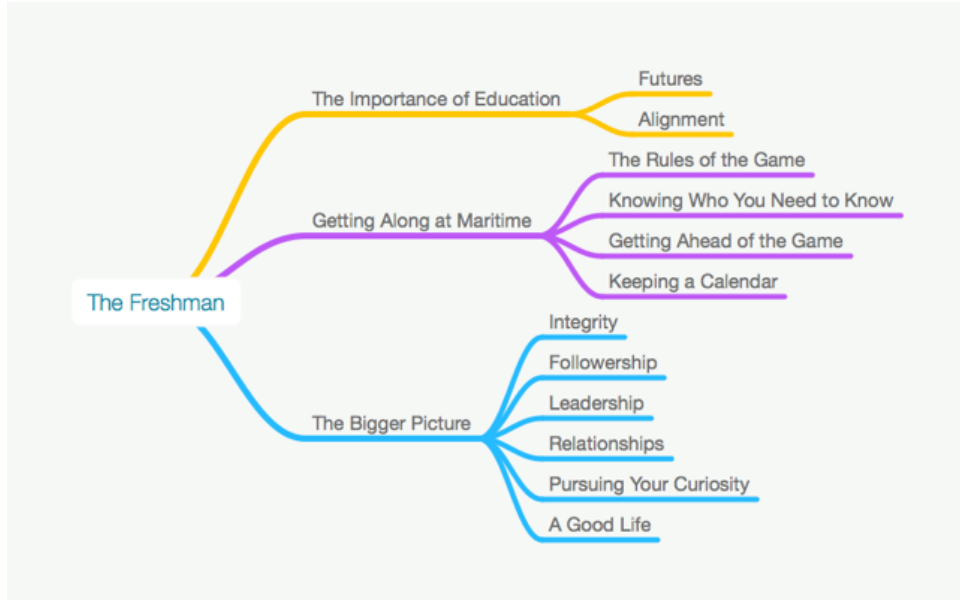 The Freshman
The Importance of Education
Futures
Alignment
Getting Along at Maritime
The Rules of the Game
Knowing Who You Need to Know
Getting Ahead of the Game
Keeping a Calendar
The Bigger Picture
Integrity
Followership
Leadership
Relationships
Pursuing Your Curiosity
A Good Life